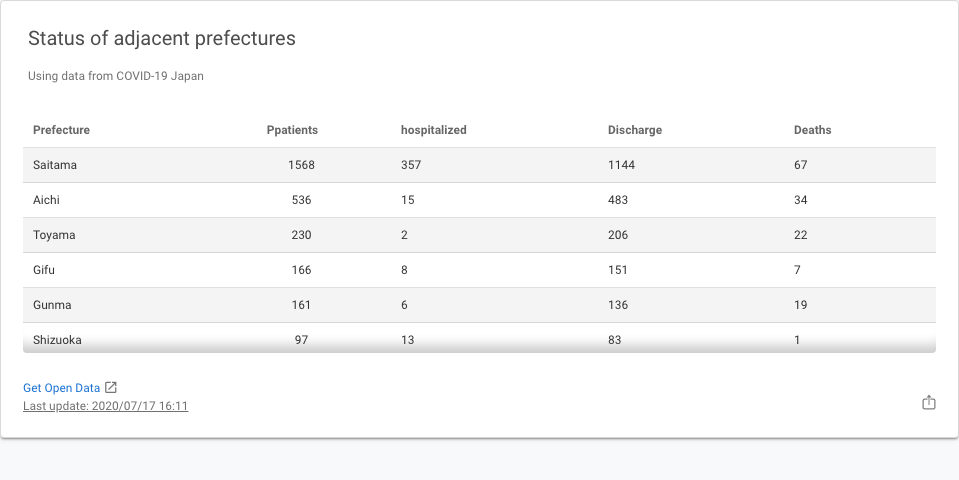 Status of adjacent prefectures
Using data from COVID-19 Japan
Prefecture Ppatients hospitalized Discharge Deaths
Saitama 1568 357 1144 67
Aichi 536 15 483 34
Toyama 230 2 206 22
Gifu 166 8 151 7
Gunma 161 6 136 19
Shizuoka 97 13 83 1
Get Open Data
Last update: 2020/07/17 16:11